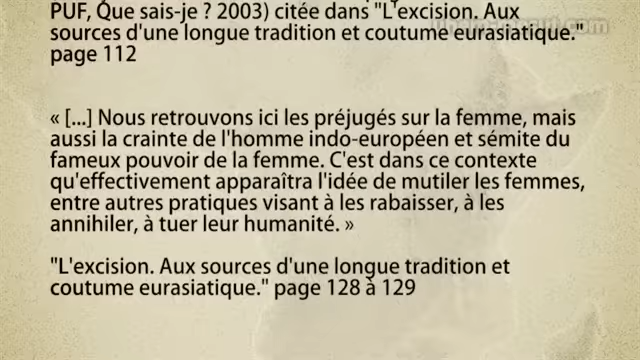 PUF, Que sais-je ? 2003) citée dans "L'excision. Aux
sources d'une longue tradition et coutume eurasiatique."
page 112
« [...] Nous retrouvons ici les préjugés sur la femme, mais
aussi la crainte de l'homme indo-européen et sémite du
fameux pouvoir de la femme. C'est dans ce contexte
qu'effectivement apparaîtra l'idée de mutiler les femmes,
entre autres pratiques visant à les rabaisser, à les
annihiler, à tuer leur humanité. »
"L'excision. Aux sources d'une longue tradition et
coutume eurasiatique." page 128 à 129